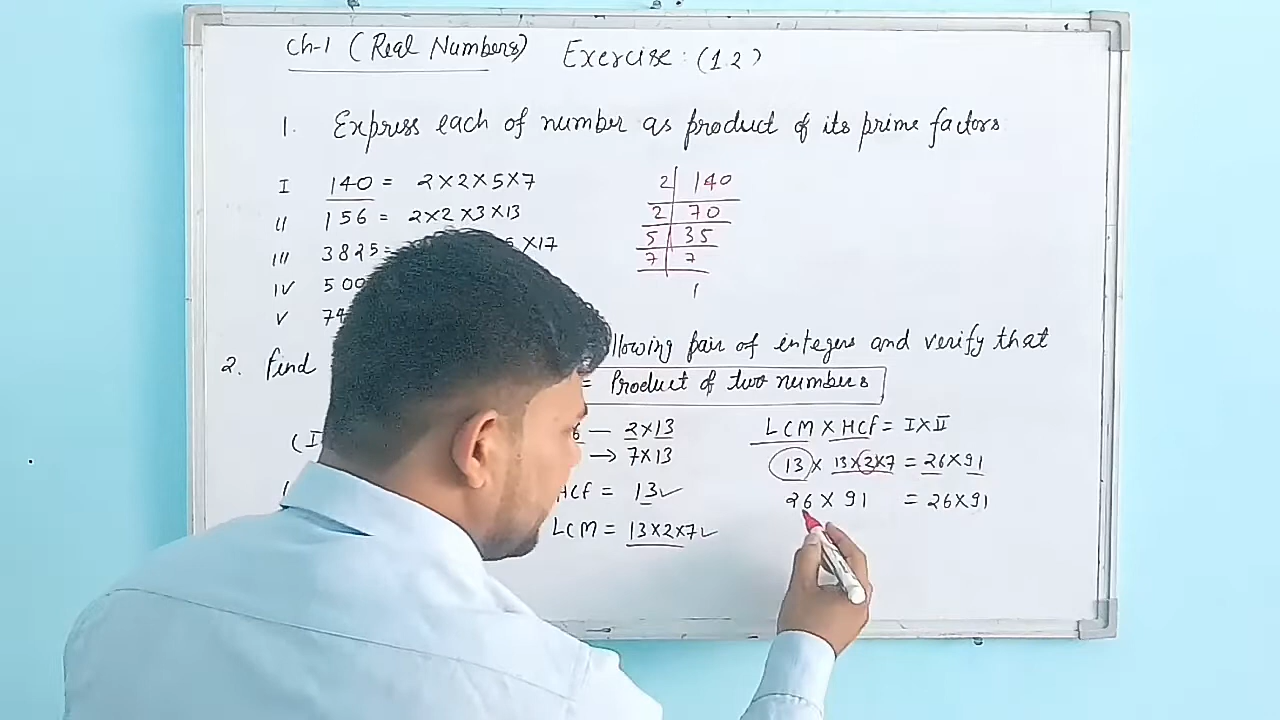 Ch-1 (Real Numbers) Exercise: (1.2)
1. Express each of number as product of its prime factors
I 140 = 2×2×5×7
II 156 = 2×2×3×13
III 3825= ×17
IV 500
V 74
2 | 140
2 | 70
5 | 35
7 | 7
1
2. find llowing pair of integers and verify that
= Product of two numbers
(I 6 — 2×13
→ 7×13
HCf = 13✓
LCM = 13×2×7✓
LCM × HCf = I×II
13 × 13×2×7 = 26×91
26 × 91 = 26×91